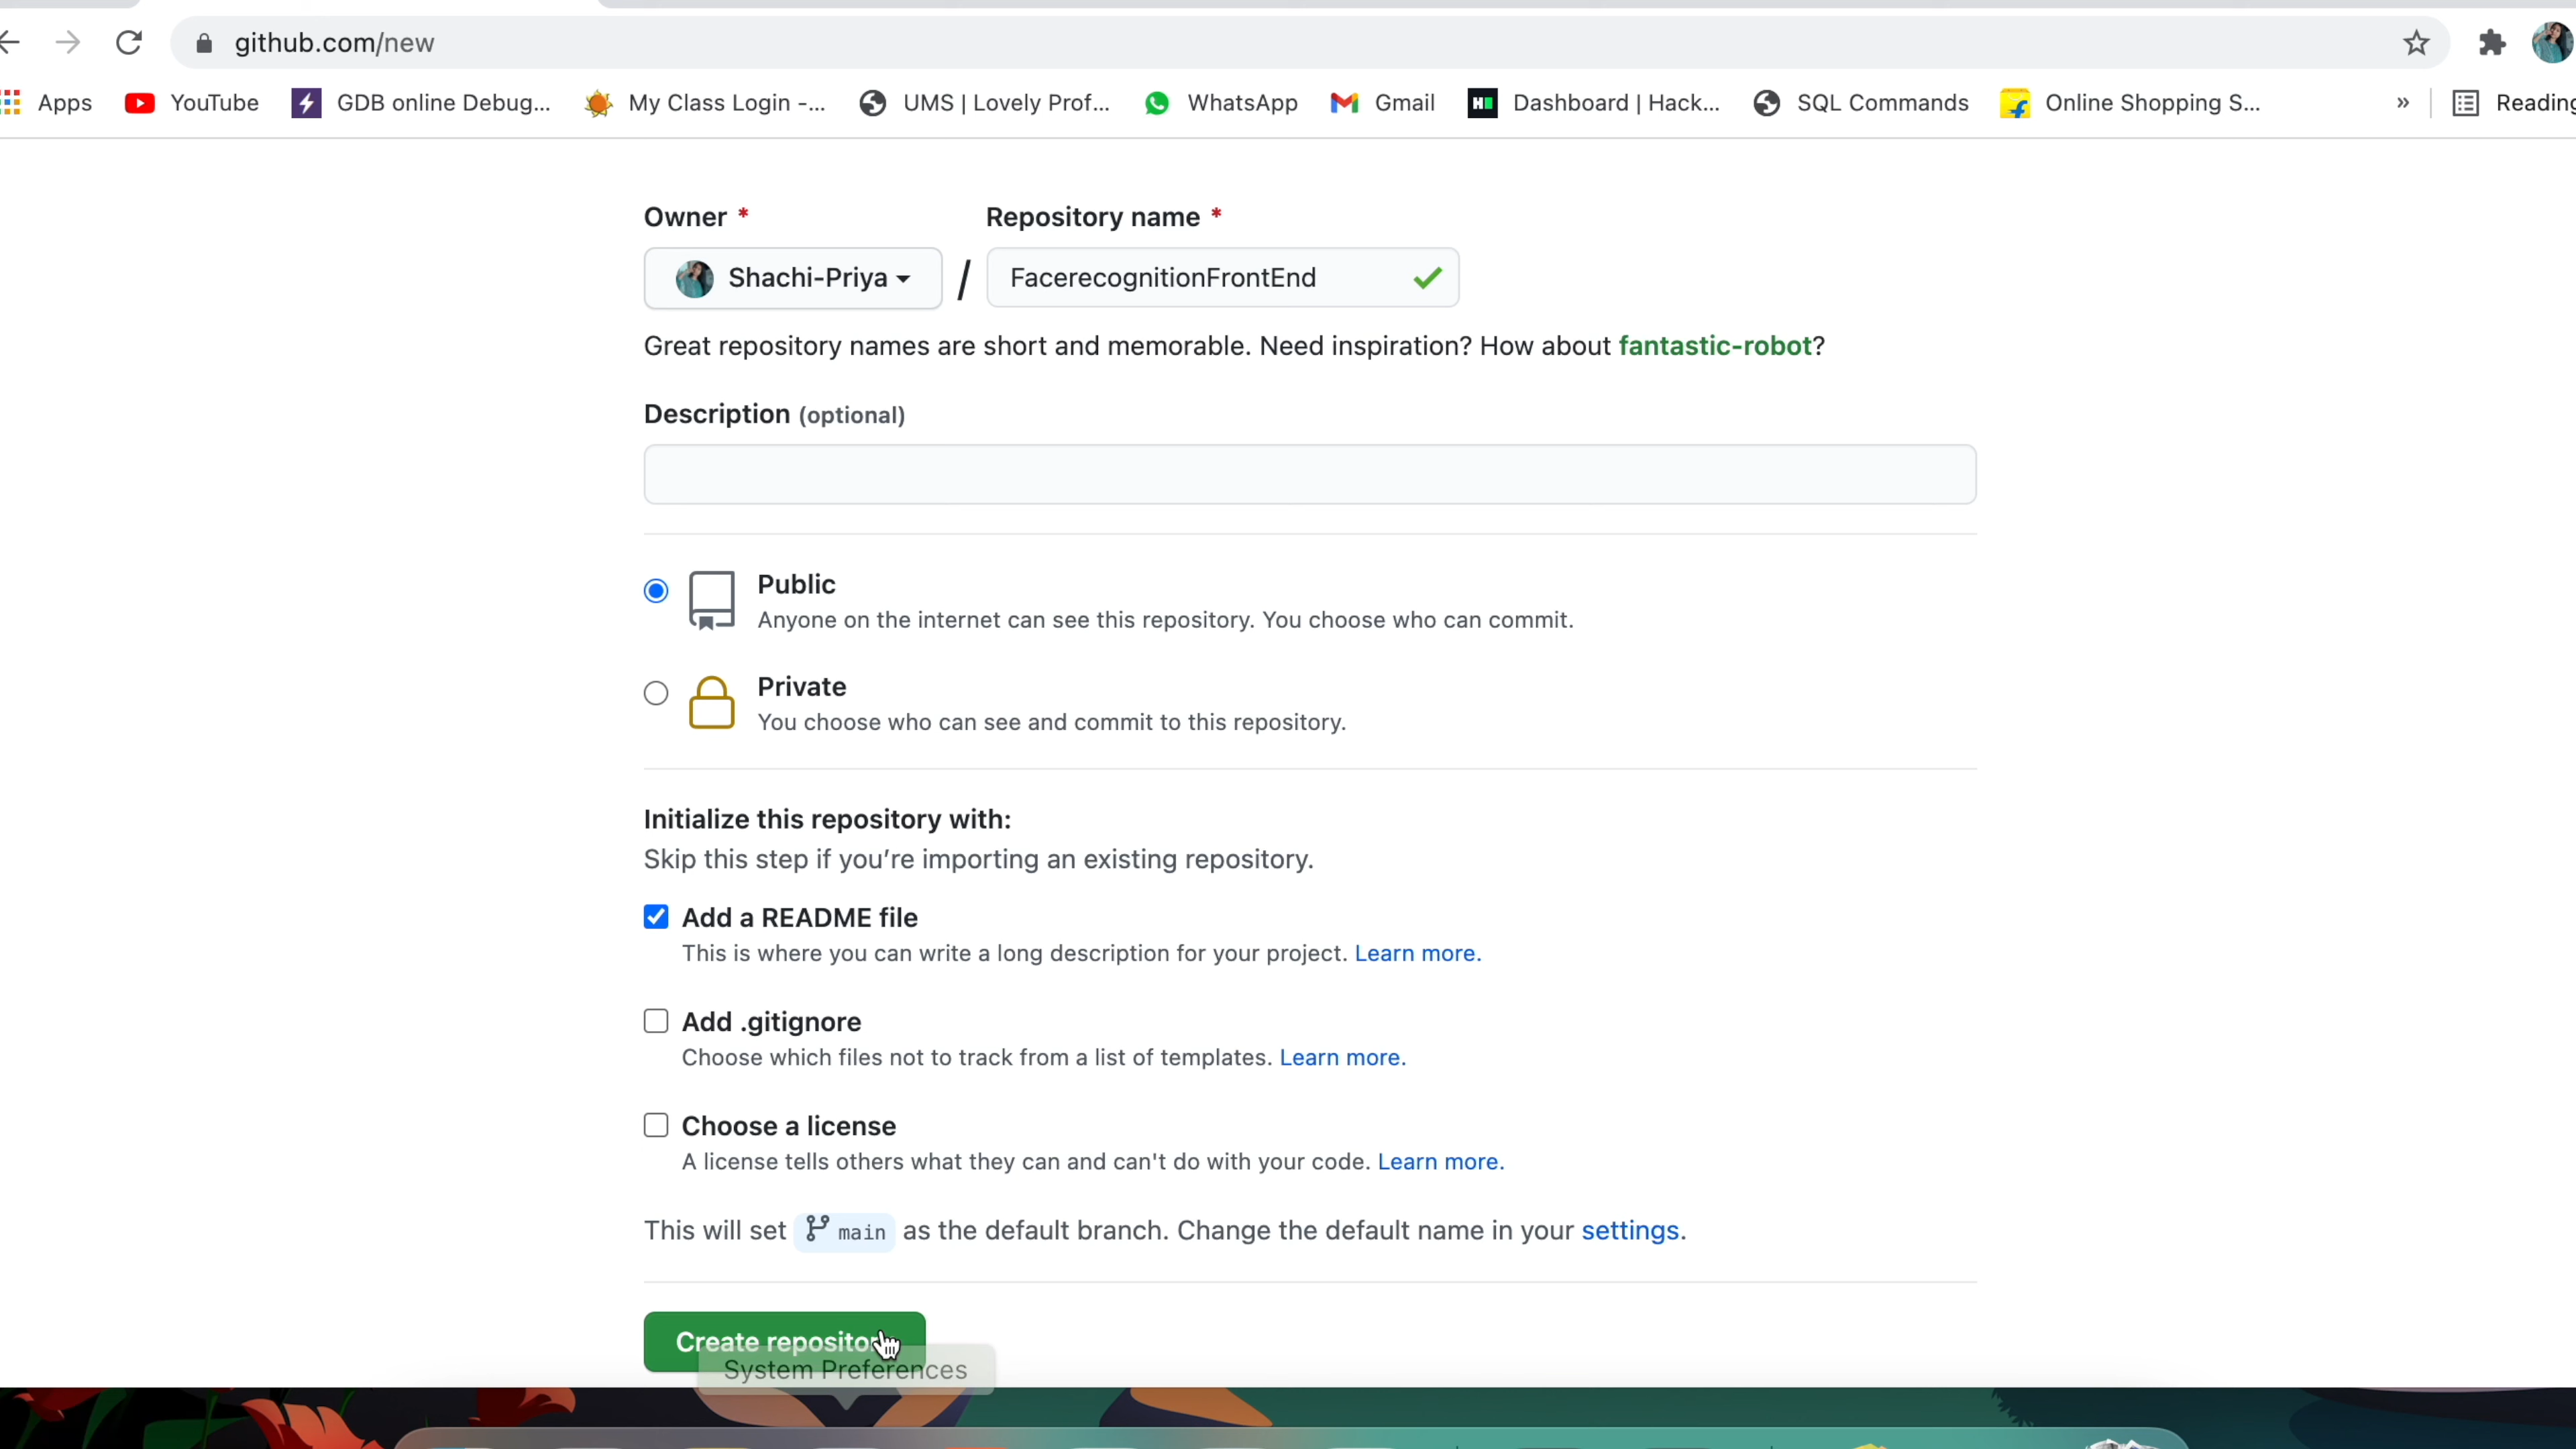 github.com/new
Apps YouTube GDB online Debug... My Class Login -... UMS | Lovely Prof... WhatsApp Gmail Dashboard | Hack... SQL Commands Online Shopping S... » Reading
Owner * Repository name *
Shachi-Priya / FacerecognitionFrontEnd
Great repository names are short and memorable. Need inspiration? How about fantastic-robot?
Description (optional)
Public
Anyone on the internet can see this repository. You choose who can commit.
Private
You choose who can see and commit to this repository.
Initialize this repository with:
Skip this step if you’re importing an existing repository.
Add a README file
This is where you can write a long description for your project. Learn more.
Add .gitignore
Choose which files not to track from a list of templates. Learn more.
Choose a license
A license tells others what they can and can't do with your code. Learn more.
This will set main as the default branch. Change the default name in your settings.
Create repository
System Preferences